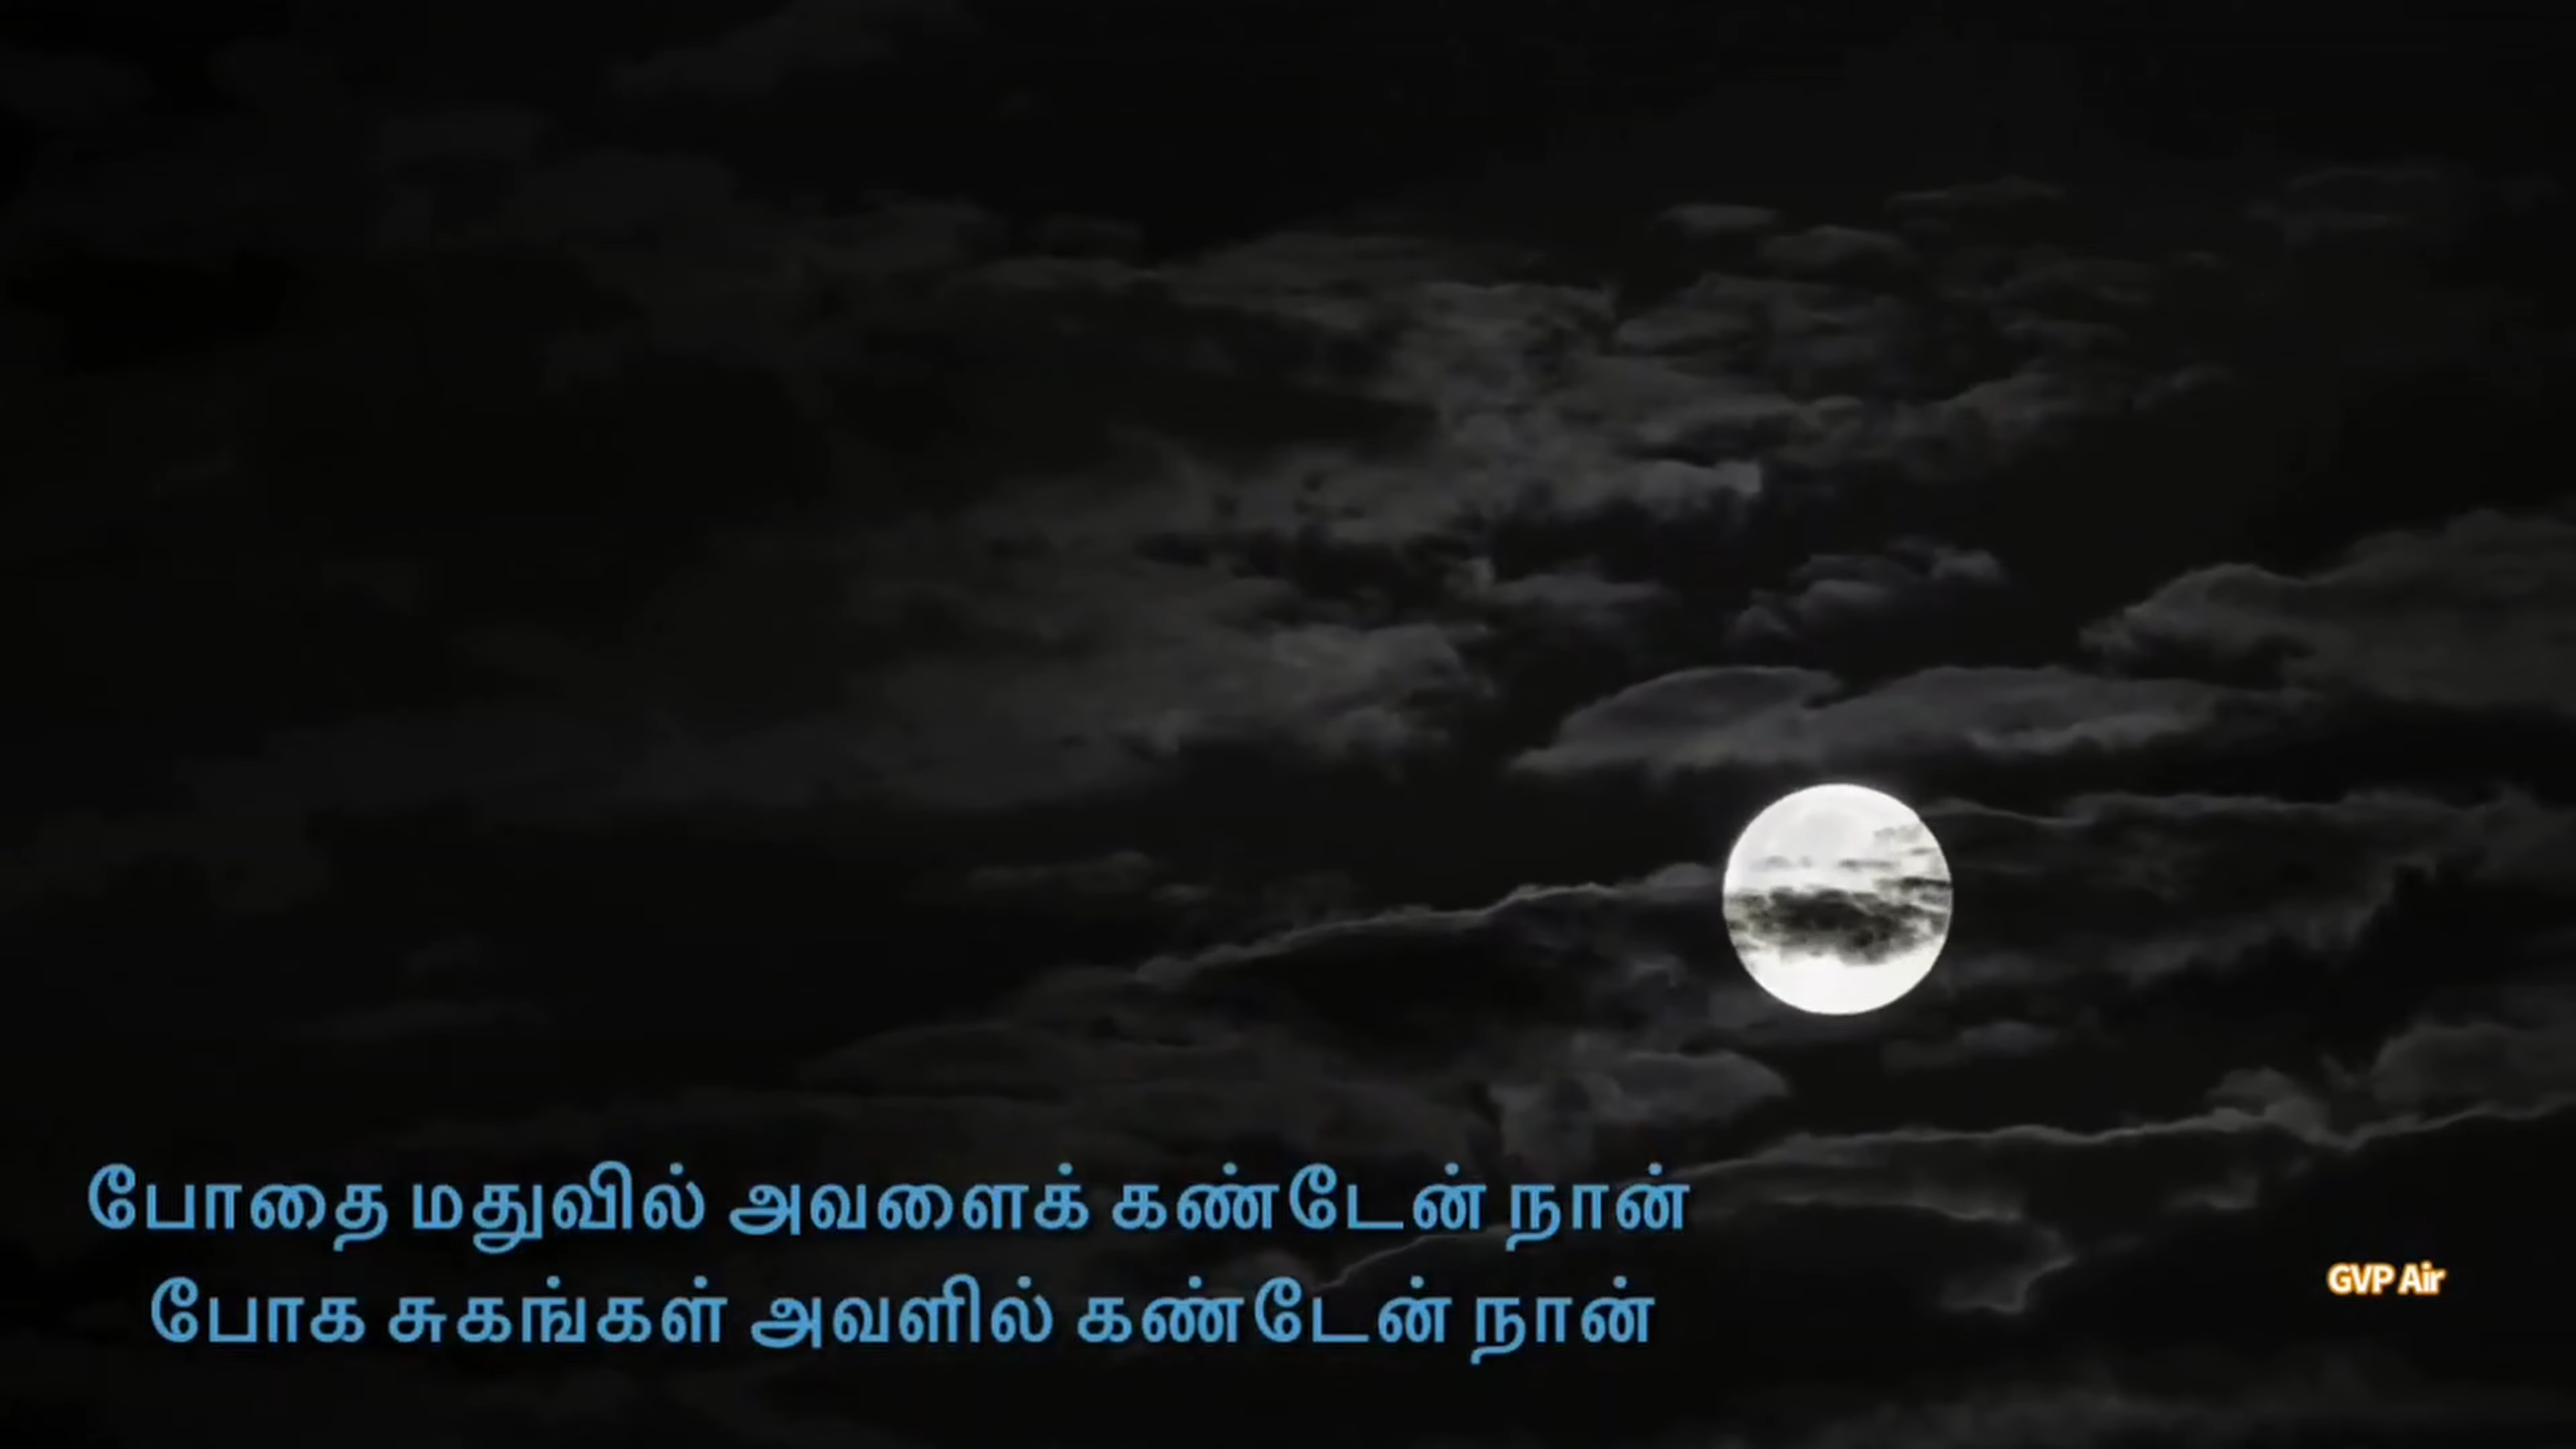 போதை மதுவில் அவளைக் கண்டேன் நான்
போக சுகங்கள் அவளில் கண்டேன் நான்
GVP Air